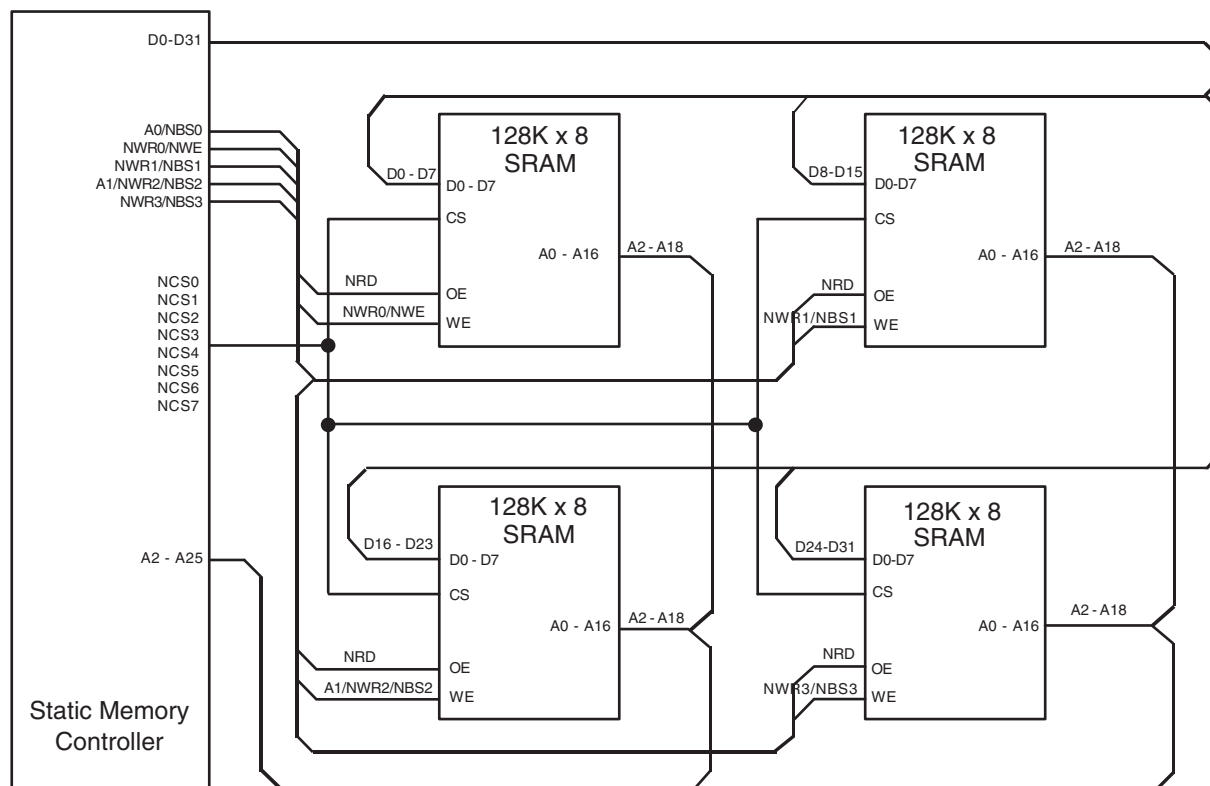 D0-D31
A0/NBS0
NWR0/NWE
NWR1/NBS1
A1/NWR2/NBS2
NWR3/NBS3
NCS0
NCS1
NCS2
NCS3
NCS4
NCS5
NCS6
NCS7
A2 - A25
Static Memory
Controller
128K x 8
SRAM
D0 - D7
D0 - D7
CS
A0 - A16
A2 - A18
NRD
OE
NWR0/NWE
WE
128K x 8
SRAM
D8-D15
D0-D7
CS
A0 - A16
A2 - A18
NRD
OE
NWR1/NBS1
WE
128K x 8
SRAM
D16 - D23
D0 - D7
CS
A0 - A16
A2 - A18
NRD
OE
A1/NWR2/NBS2
WE
128K x 8
SRAM
D24-D31
D0-D7
CS
A0 - A16
A2 - A18
NRD
OE
NWR3/NBS3
WE